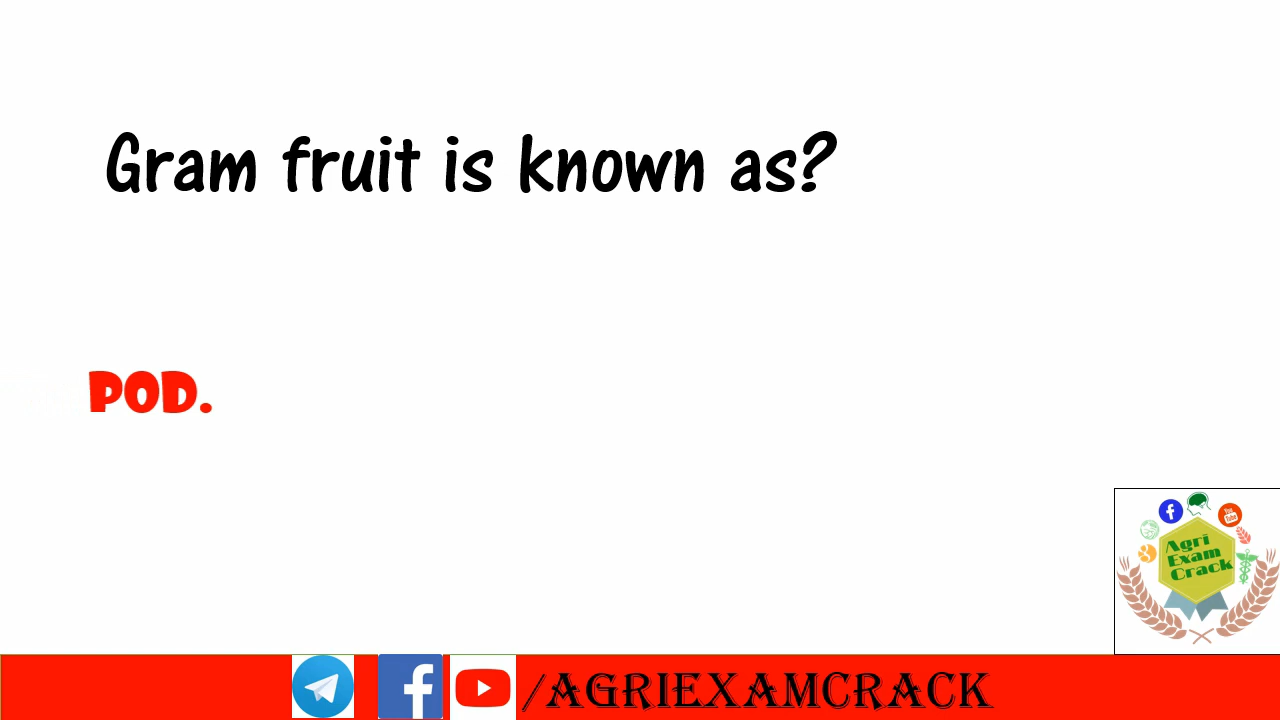 Gram fruit is known as?
POD.
Agri
Exam
Crack
/AGRIEXAMCRACK